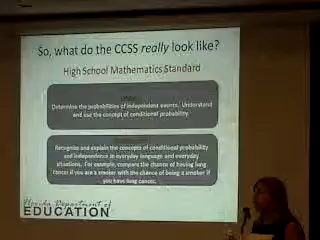 So, what do the CCSS really look like?
High School Mathematics Standard
Determine the probabilities of independent events. Understand
and use the concept of conditional probability.
Recognize and explain the concepts of conditional probability
and independence in everyday language and everyday
situations. For example, compare the chance of having lung
cancer if you are a smoker with the chance of being a smoker if
you have lung cancer.
Florida Department of
EDUCATION